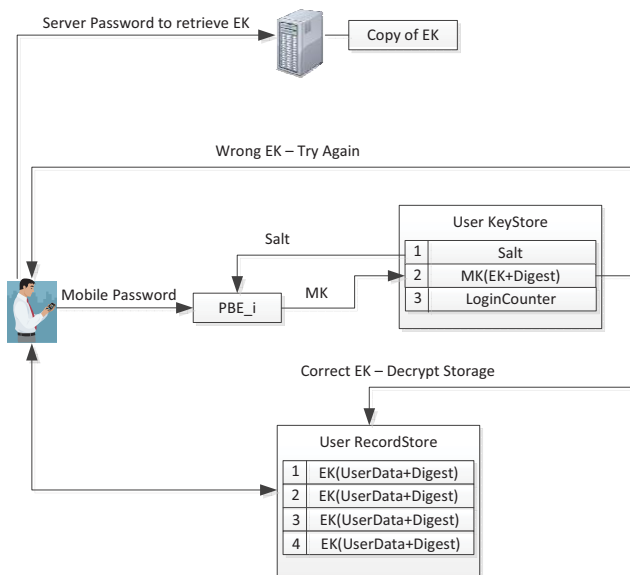 Server Password to retrieve EK
Copy of EK
Wrong EK – Try Again
User KeyStore
Salt
1 Salt
Mobile Password
PBE_i
MK
2 MK(EK+Digest)
3 LoginCounter
Correct EK – Decrypt Storage
User RecordStore
1 EK(UserData+Digest)
2 EK(UserData+Digest)
3 EK(UserData+Digest)
4 EK(UserData+Digest)